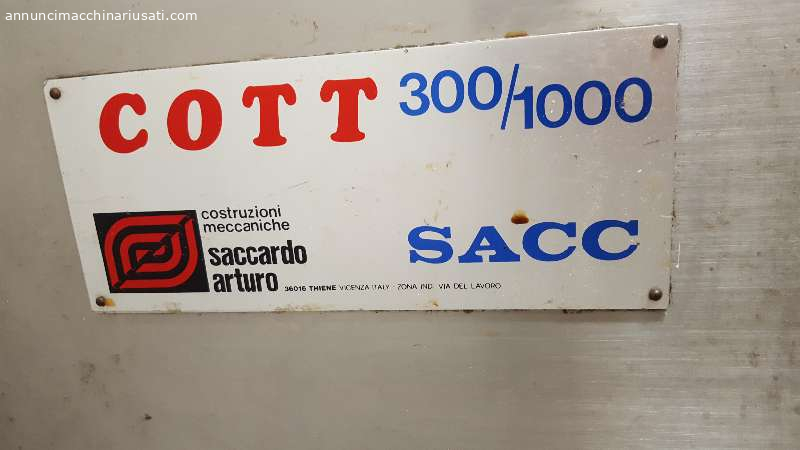 annuncimacchinariusati.com
COTT 300/1000
costruzioni
meccaniche
saccardo
arturo
SACC
36016 THIENE VICENZA ITALY - ZONA IND. VIA DEL LAVORO